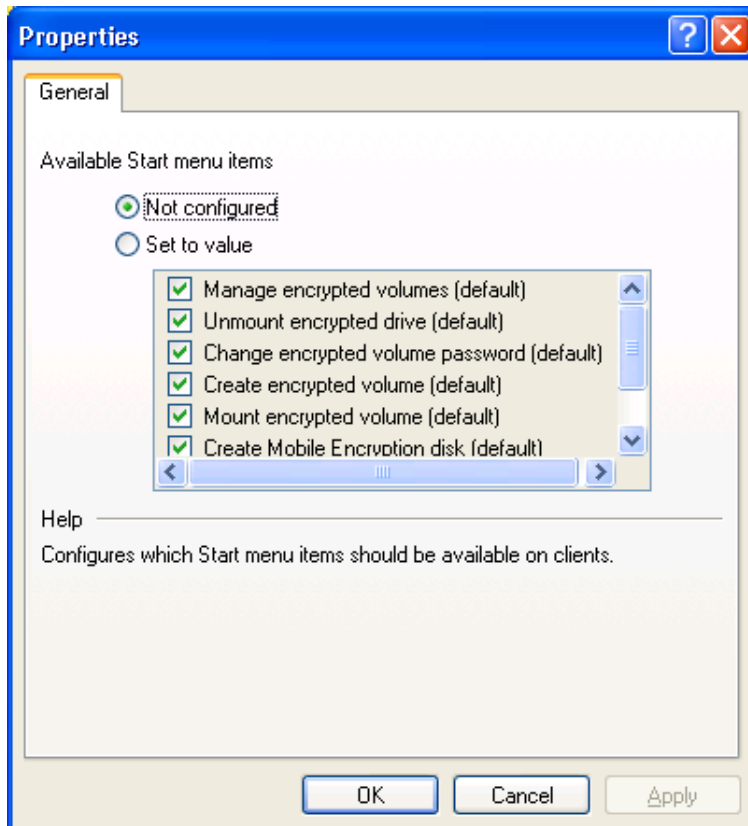 Properties
General
Available Start menu items
Not configured
Set to value
Manage encrypted volumes (default)
Unmount encrypted drive (default)
Change encrypted volume password (default)
Create encrypted volume (default)
Mount encrypted volume (default)
Create Mobile Encryption disk (default)
Help
Configures which Start menu items should be available on clients.
OK
Cancel
Apply